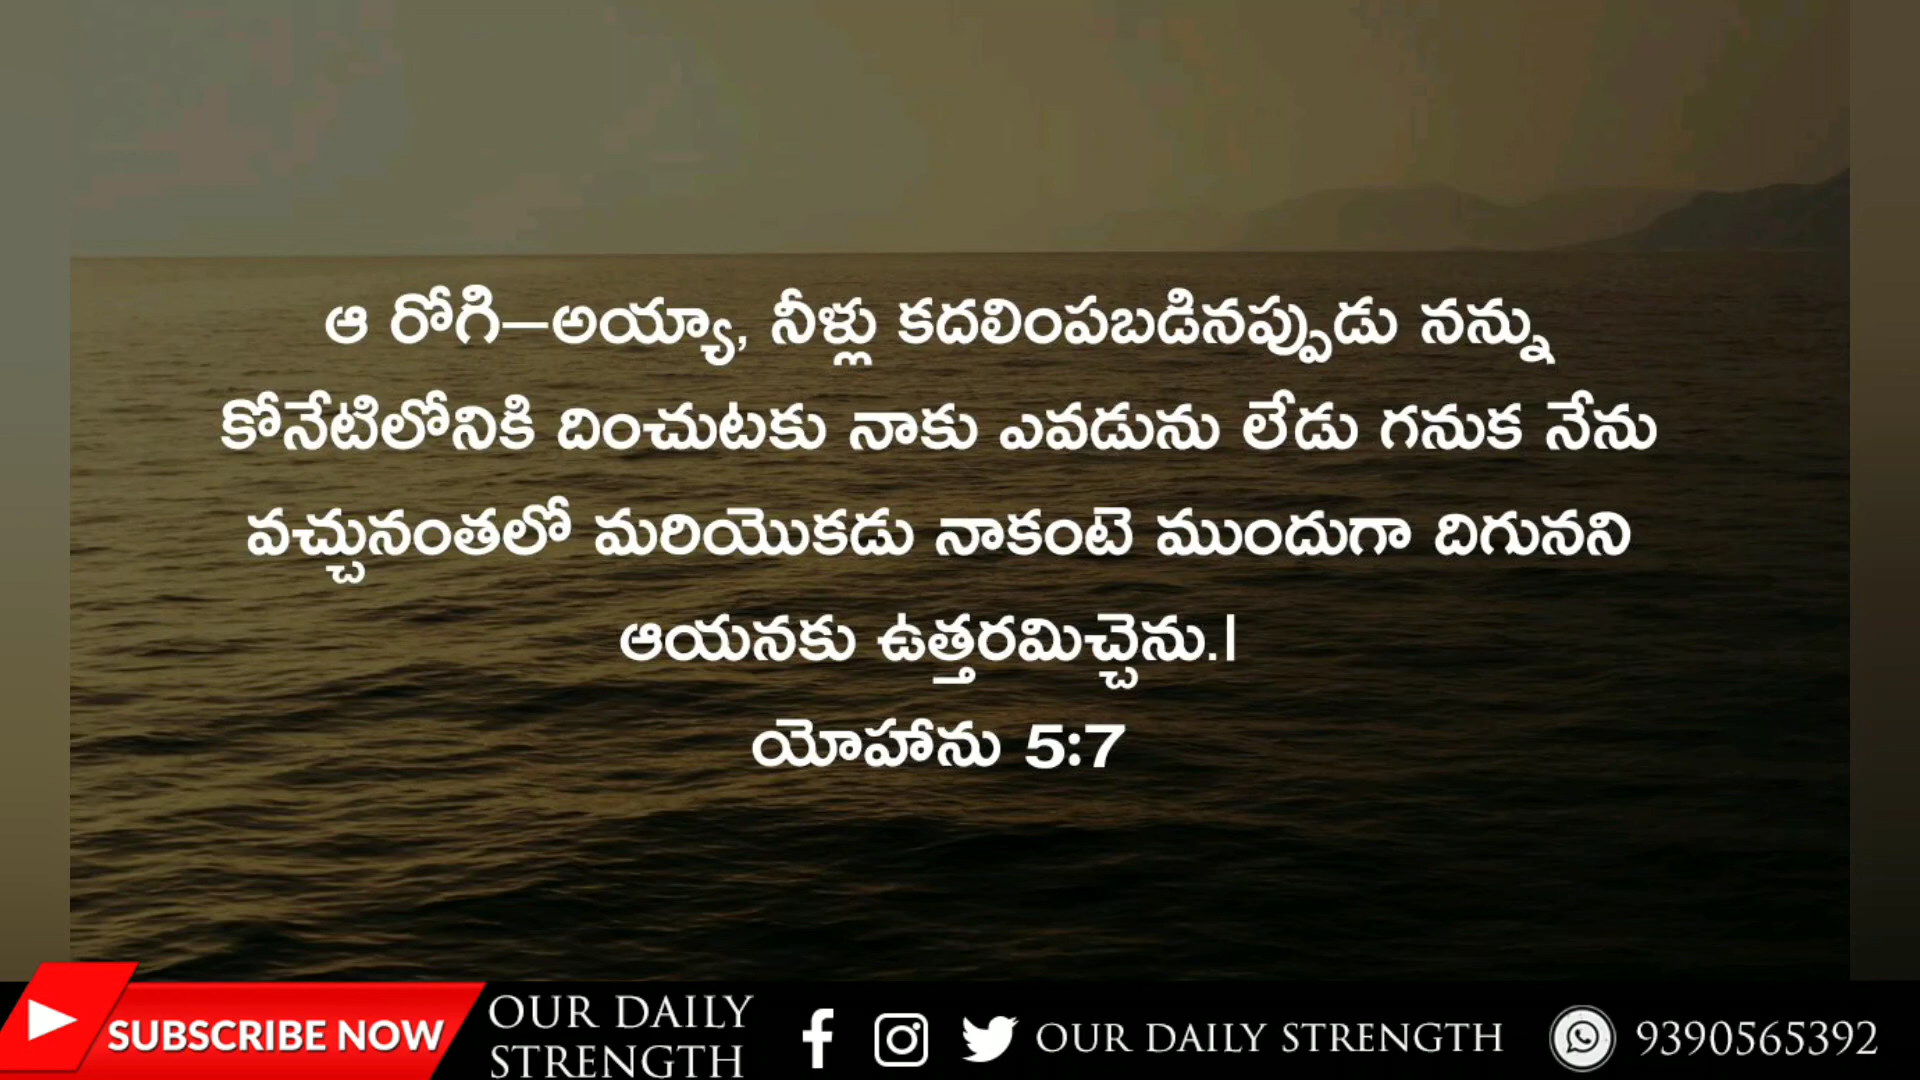 ఆ రోగి–అయ్యా, నీళ్లు కదలింపబడినప్పుడు నన్ను
కోనేటిలోనికి దించుటకు నాకు ఎవడును లేడు గనుక నేను
వచ్చునంతలో మరియొకడు నాకంటె ముందుగా దిగునని
ఆయనకు ఉత్తరమిచ్చెను.|
యోహాను 5:7
SUBSCRIBE NOW
OUR DAILY
STRENGTH
OUR DAILY STRENGTH
9390565392